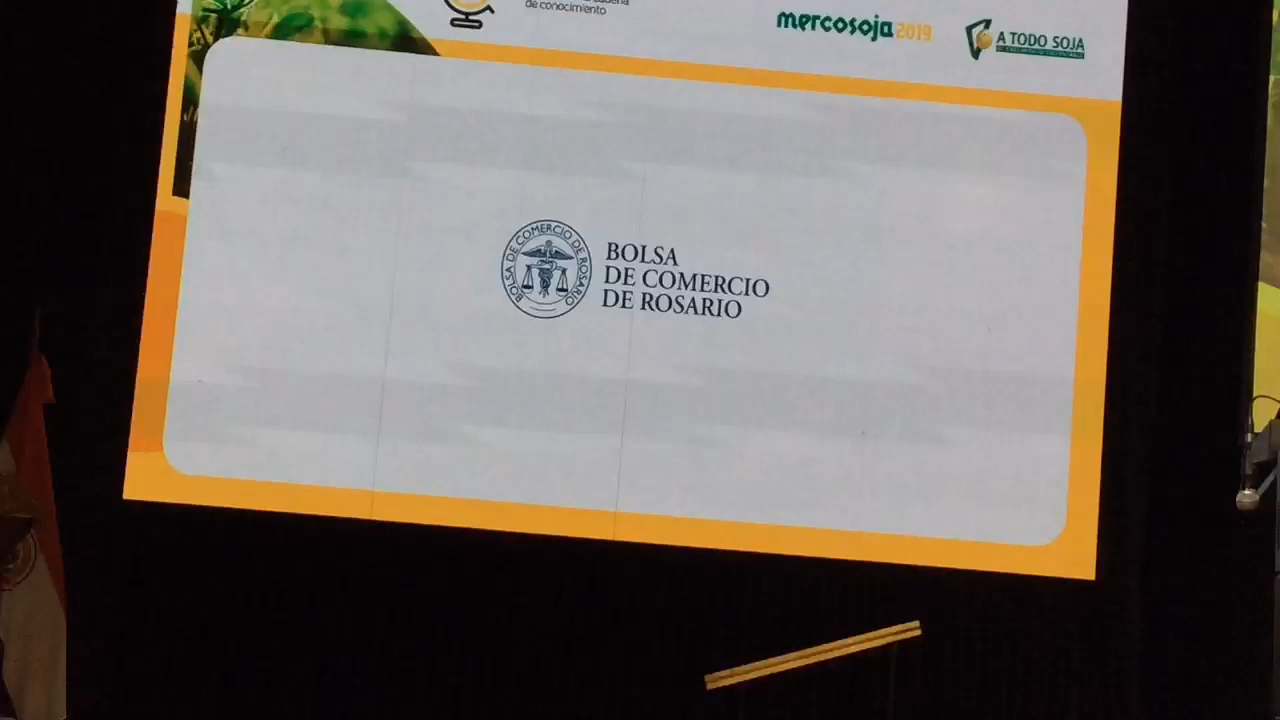 de conocimiento
mercosoja2019
A TODO SOJA
BOLSA DE COMERCIO DE ROSARIO
BOLSA
DE COMERCIO
DE ROSARIO